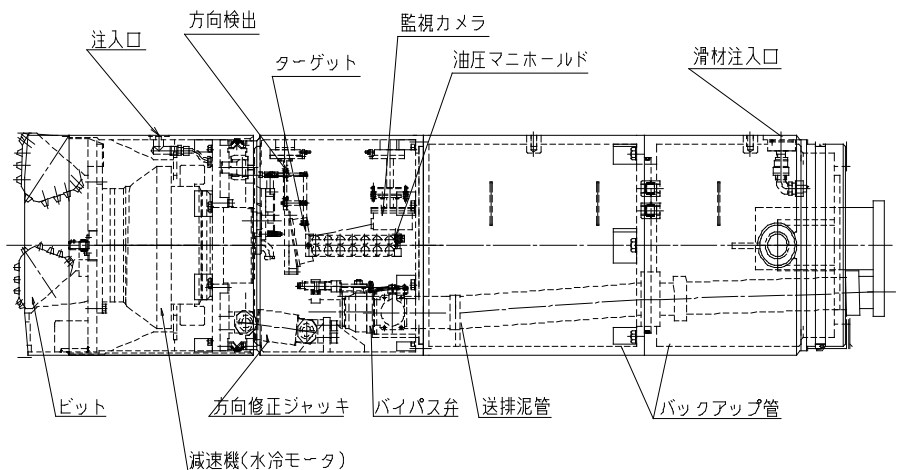 方向検出
監視カメラ
注入口
ターゲット
油圧マニホールド
滑材注入口
ビット
方向修正ジャッキ
バイパス弁
送排泥管
バックアップ管
減速機(水冷モータ)